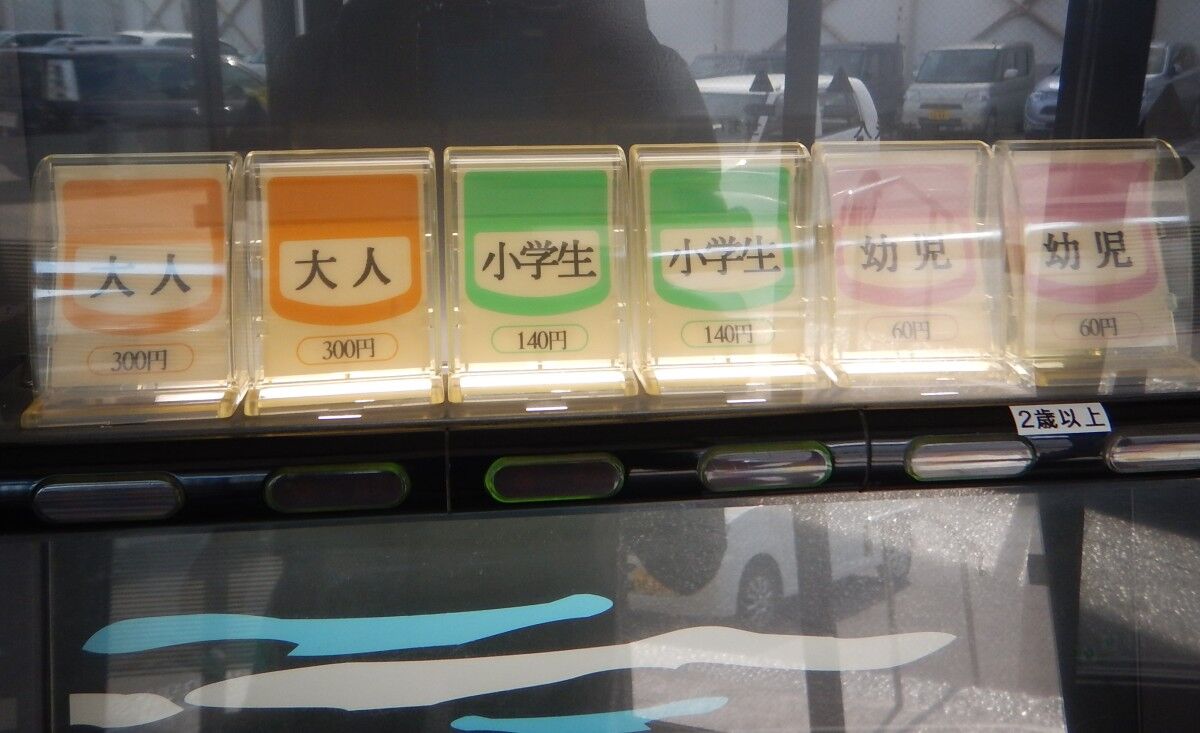 大人
300円
大人
300円
小学生
140円
小学生
140円
幼児
60円
幼児
60円
2歳以上